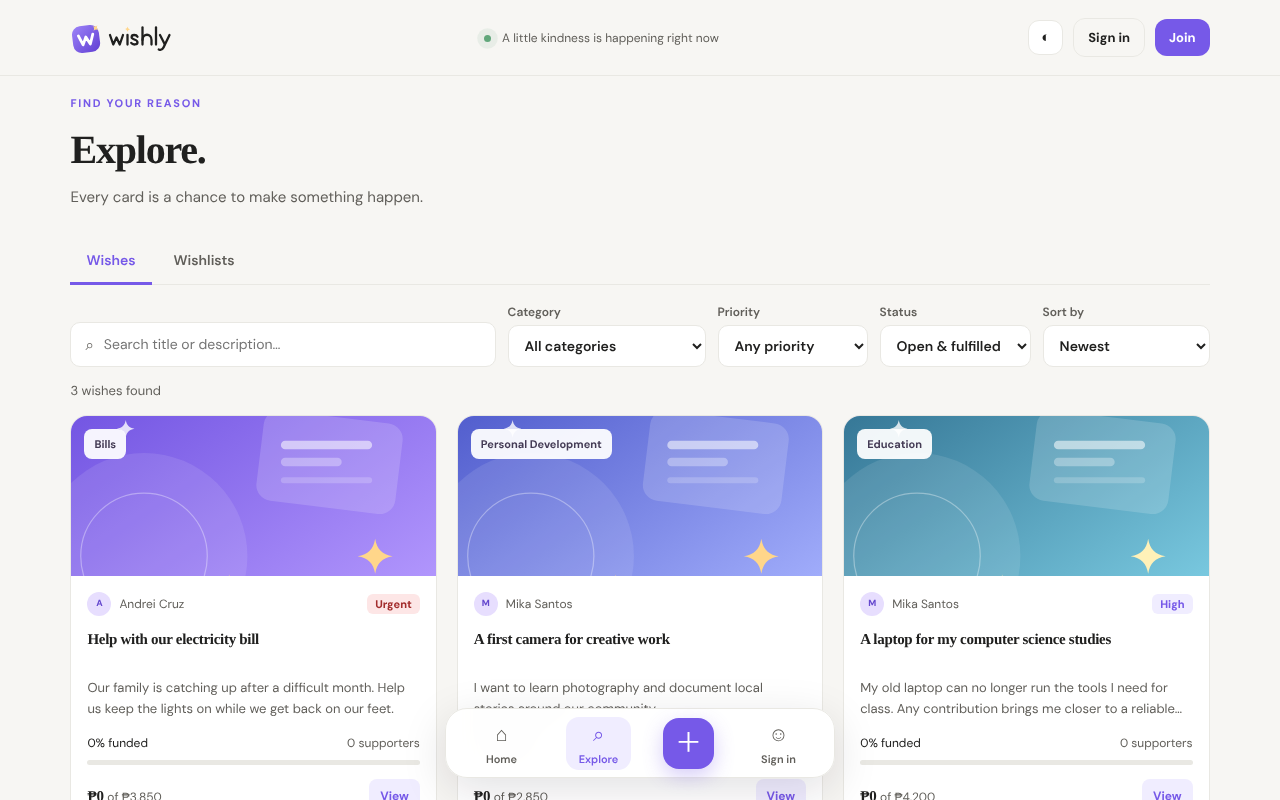 wishly
A little kindness is happening right now
Sign in
Join
FIND YOUR REASON
Explore.
Every card is a chance to make something happen.
Wishes
Wishlists
Category
Priority
Status
Sort by
Search title or description...
All categories
Any priority
Open & fulfilled
Newest
3 wishes found
Bills
A
Andrei Cruz
Urgent
Help with our electricity bill
Our family is catching up after a difficult month. Help
us keep the lights on while we get back on our feet.
0% funded
0 supporters
₱0 of ₱3,850
View
Personal Development
M
Mika Santos
A first camera for creative work
I want to learn photography and document local
stories around our community.
₱0 of ₱2,850
View
Education
M
Mika Santos
High
A laptop for my computer science studies
My old laptop can no longer run the tools I need for
class. Any contribution brings me closer to a reliable...
0% funded
0 supporters
₱0 of ₱4,200
View
Home
Explore
Sign in